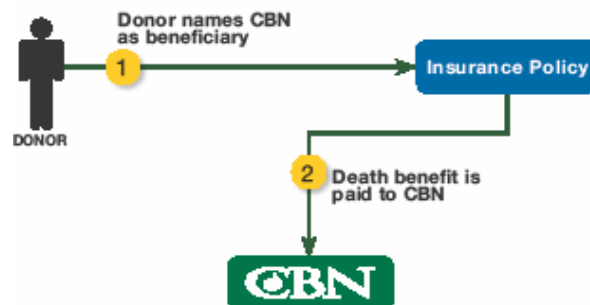 Donor names CBN
as beneficiary
1
Insurance Policy
DONOR
2
Death benefit is
paid to CBN
CBN